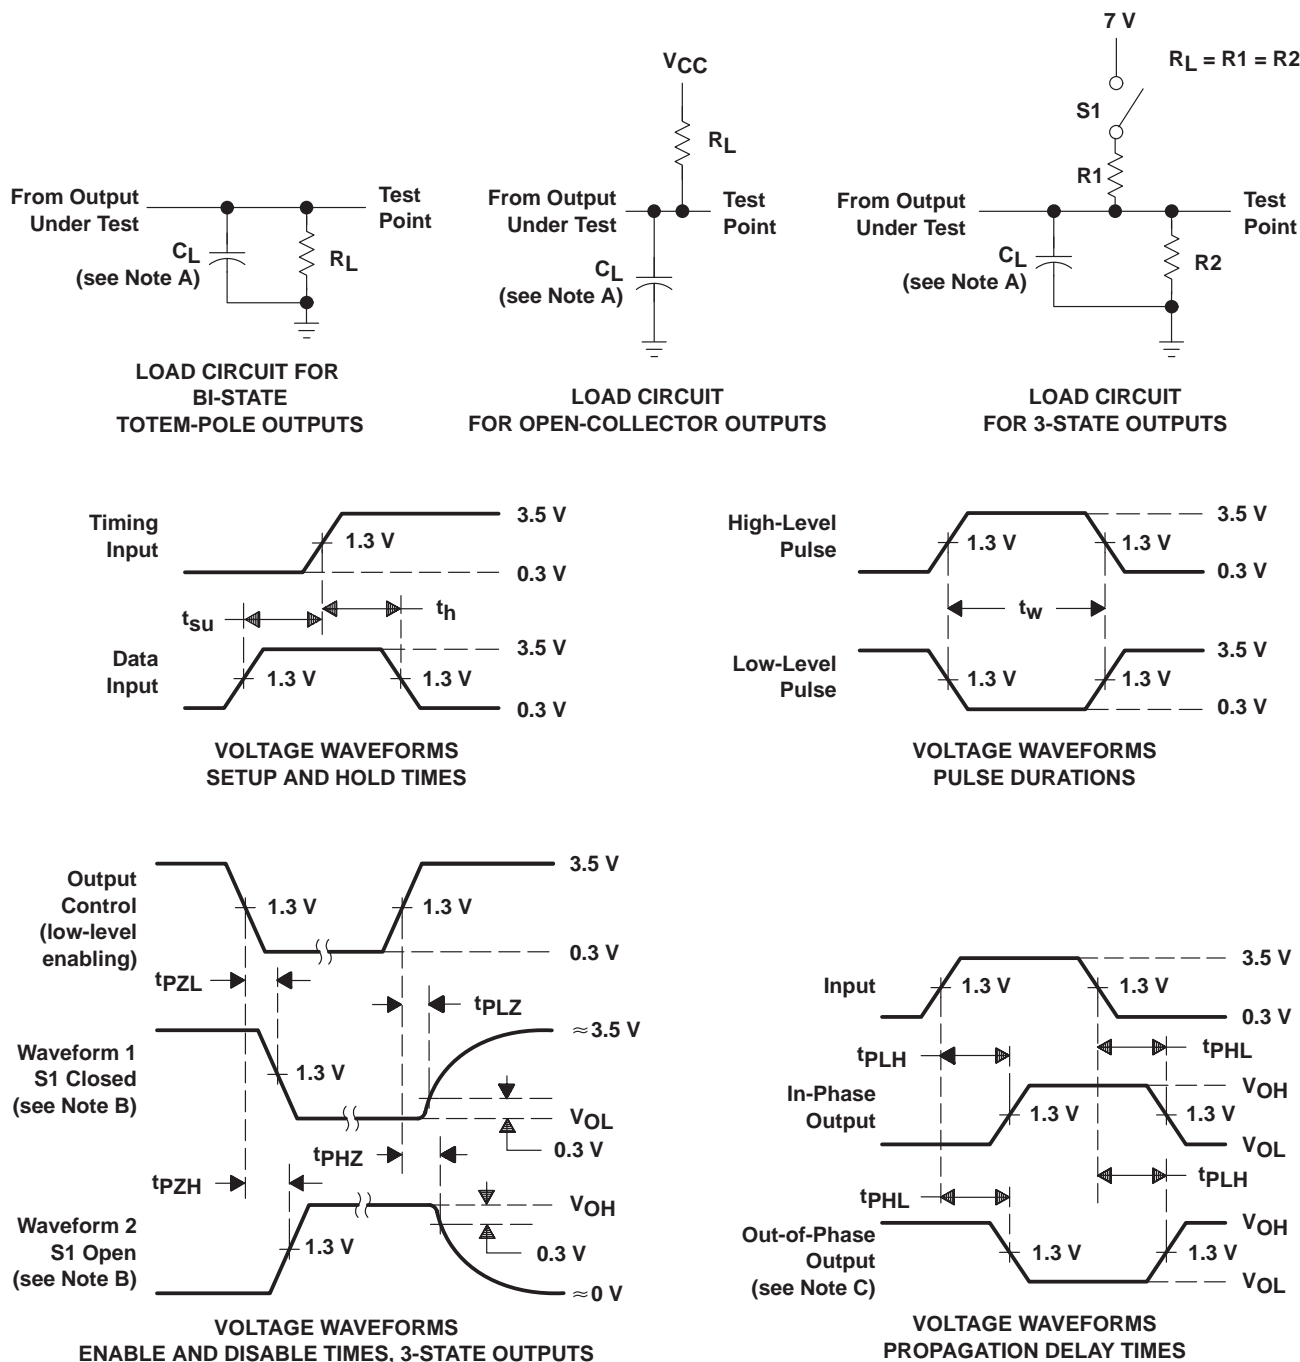 From Output
Under Test
Test
Point
CL
(see Note A)
RL
LOAD CIRCUIT FOR
BI-STATE
TOTEM-POLE OUTPUTS
VCC
RL
From Output
Under Test
Test
Point
CL
(see Note A)
LOAD CIRCUIT
FOR OPEN-COLLECTOR OUTPUTS
7 V
RL = R1 = R2
S1
R1
From Output
Under Test
Test
Point
CL
(see Note A)
R2
LOAD CIRCUIT
FOR 3-STATE OUTPUTS
Timing
Input
3.5 V
1.3 V
0.3 V
tsu
th
Data
Input
3.5 V
1.3 V
1.3 V
0.3 V
VOLTAGE WAVEFORMS
SETUP AND HOLD TIMES
High-Level
Pulse
3.5 V
1.3 V
1.3 V
0.3 V
tw
Low-Level
Pulse
3.5 V
1.3 V
1.3 V
0.3 V
VOLTAGE WAVEFORMS
PULSE DURATIONS
Output
Control
(low-level
enabling)
3.5 V
1.3 V
1.3 V
0.3 V
tPZL
tPLZ
Waveform 1
S1 Closed
(see Note B)
≈3.5 V
1.3 V
VOL
0.3 V
tPHZ
tPZH
Waveform 2
S1 Open
(see Note B)
VOH
1.3 V
0.3 V
≈0 V
VOLTAGE WAVEFORMS
ENABLE AND DISABLE TIMES, 3-STATE OUTPUTS
Input
3.5 V
1.3 V
1.3 V
0.3 V
tPLH
tPHL
In-Phase
Output
VOH
1.3 V
1.3 V
VOL
tPHL
tPLH
Out-of-Phase
Output
(see Note C)
VOH
1.3 V
1.3 V
VOL
VOLTAGE WAVEFORMS
PROPAGATION DELAY TIMES